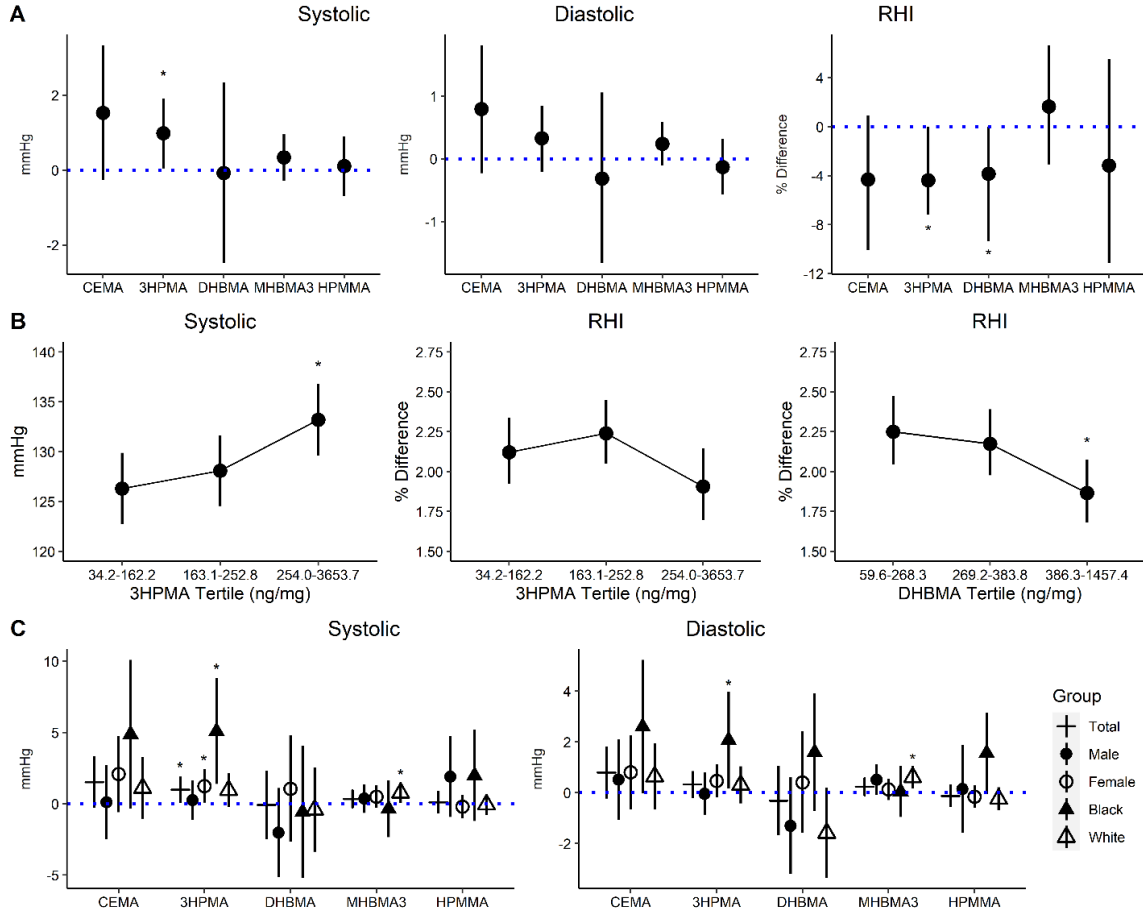 A
Systolic
Diastolic
RHI
mmHg
2
0
-2
CEMA 3HPMA DHBMA MHBMA3 HPMMA
*
mmHg
1
0
-1
CEMA 3HPMA DHBMA MHBMA3 HPMMA
% Difference
4
0
-4
-8
-12
CEMA 3HPMA DHBMA MHBMA3 HPMMA
* *
B
Systolic
RHI
RHI
mmHg
140
135
130
125
120
*
34.2-162.2 163.1-252.8 254.0-3653.7
3HPMA Tertile (ng/mg)
% Difference
2.75
2.50
2.25
2.00
1.75
1.50
34.2-162.2 163.1-252.8 254.0-3653.7
3HPMA Tertile (ng/mg)
% Difference
2.75
2.50
2.25
2.00
1.75
1.50
*
59.6-268.3 269.2-383.8 386.3-1457.4
DHBMA Tertile (ng/mg)
C
Systolic
Diastolic
mmHg
10
5
0
-5
* * * *
CEMA 3HPMA DHBMA MHBMA3 HPMMA
mmHg
4
2
0
-2
* *
CEMA 3HPMA DHBMA MHBMA3 HPMMA
Group
Total
Male
Female
Black
White